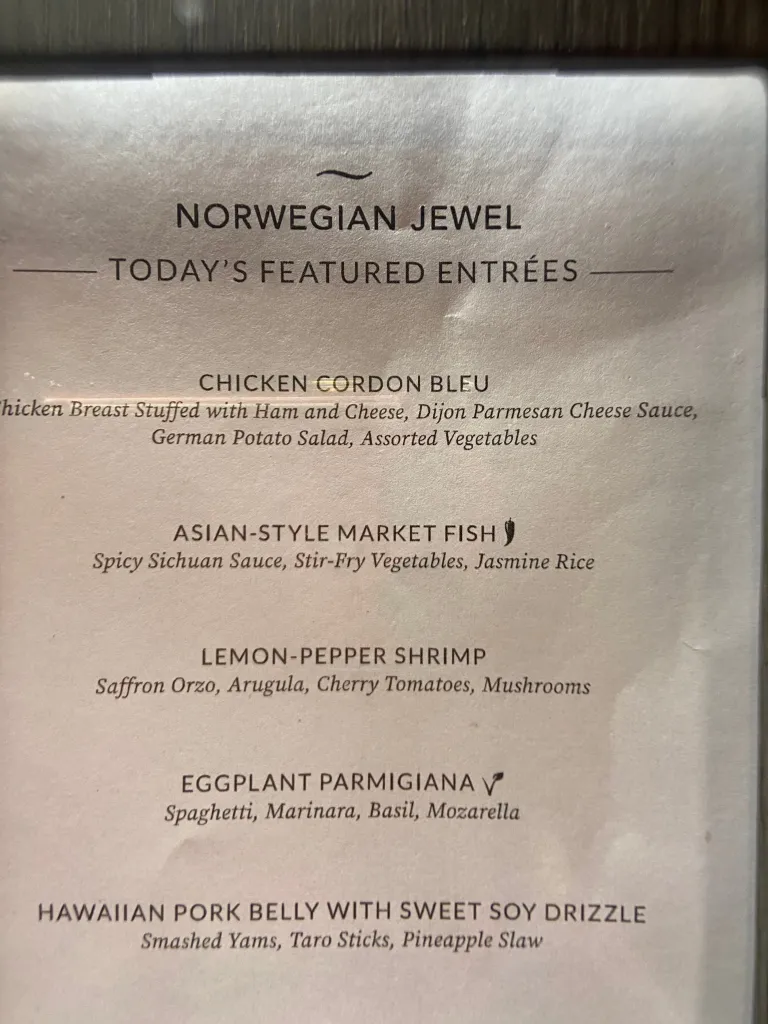 NORWEGIAN JEWEL
TODAY'S FEATURED ENTRÉES
CHICKEN CORDON BLEU
hicken Breast Stuffed with Ham and Cheese, Dijon Parmesan Cheese Sauce,
German Potato Salad, Assorted Vegetables
ASIAN-STYLE MARKET FISH
Spicy Sichuan Sauce, Stir-Fry Vegetables, Jasmine Rice
LEMON-PEPPER SHRIMP
Saffron Orzo, Arugula, Cherry Tomatoes, Mushrooms
EGGPLANT PARMIGIANA
Spaghetti, Marinara, Basil, Mozarella
HAWAIIAN PORK BELLY WITH SWEET SOY DRIZZLE
Smashed Yams, Taro Sticks, Pineapple Slaw